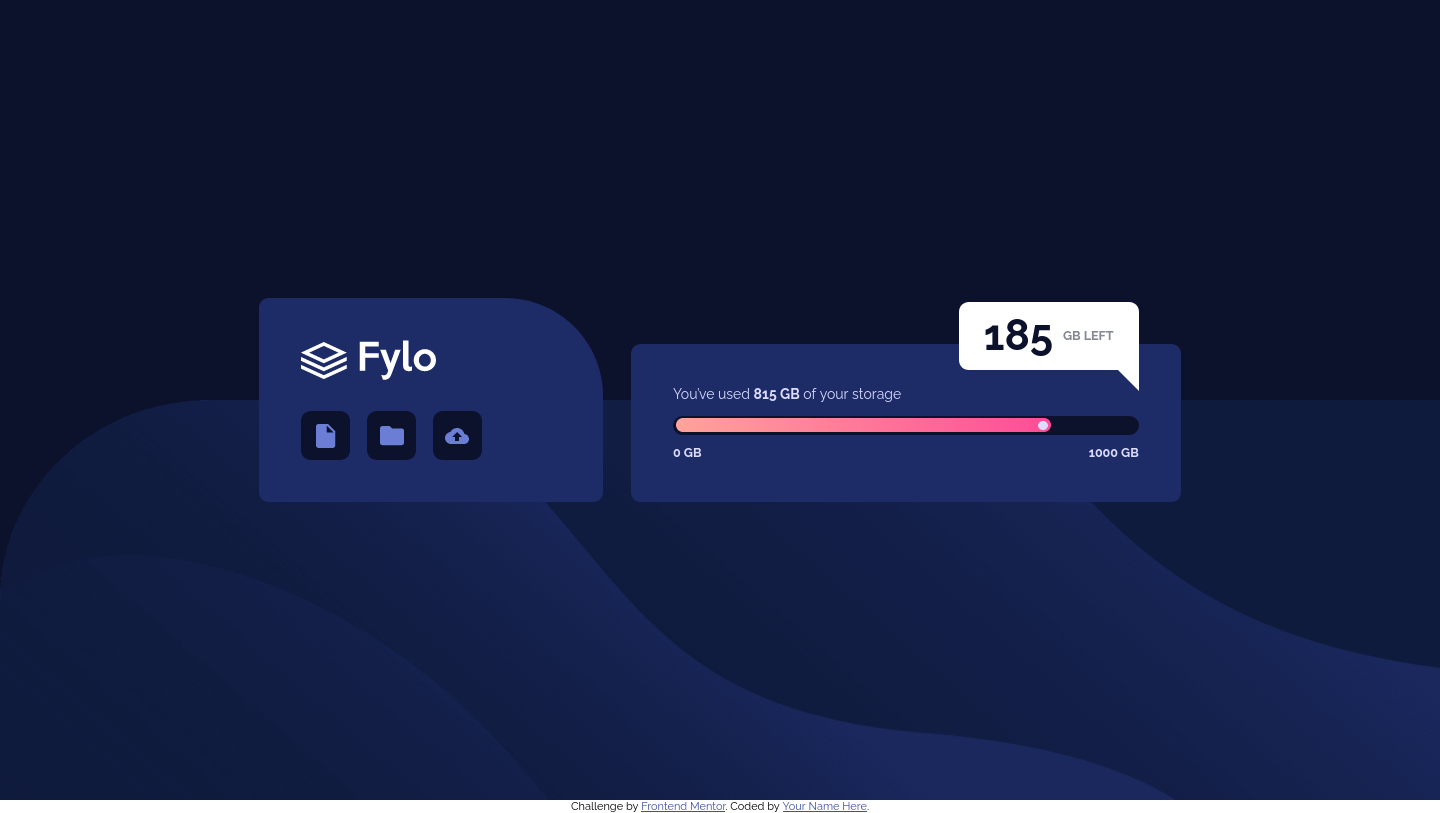 Fylo
185 GB LEFT
You've used 815 GB of your storage
0 GB 1000 GB
Challenge by Frontend Mentor. Coded by Your Name Here.